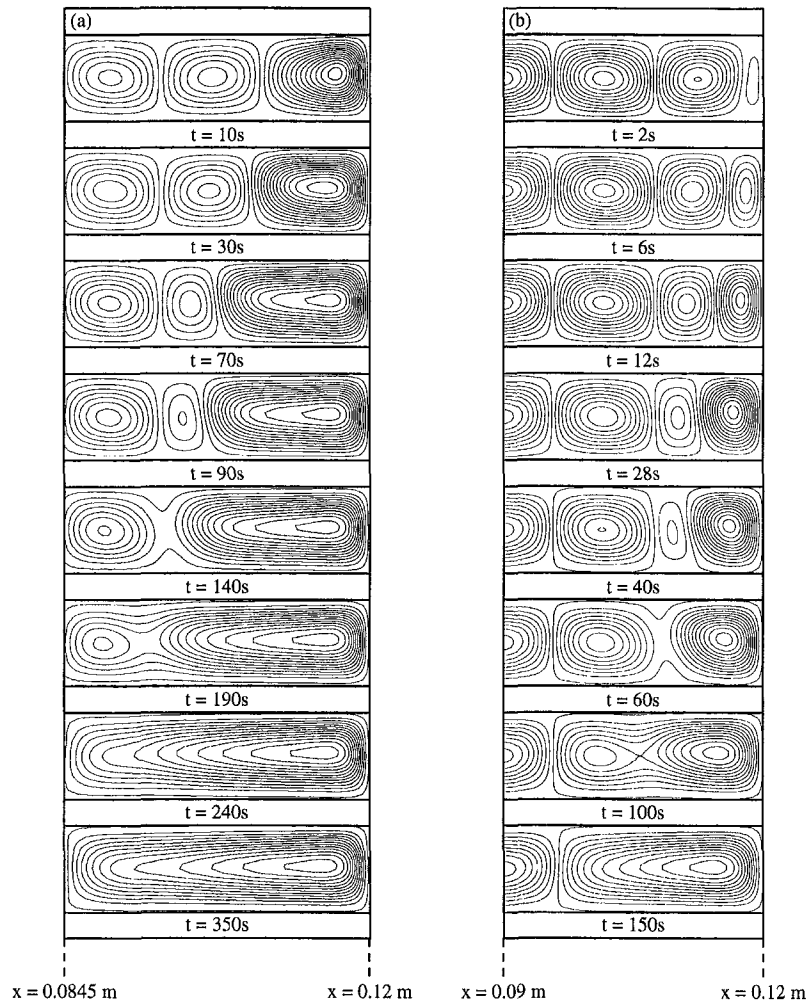 (a)
t = 10s
t = 30s
t = 70s
t = 90s
t = 140s
t = 190s
t = 240s
t = 350s
x = 0.0845 m
x = 0.12 m
(b)
t = 2s
t = 6s
t = 12s
t = 28s
t = 40s
t = 60s
t = 100s
t = 150s
x = 0.09 m
x = 0.12 m